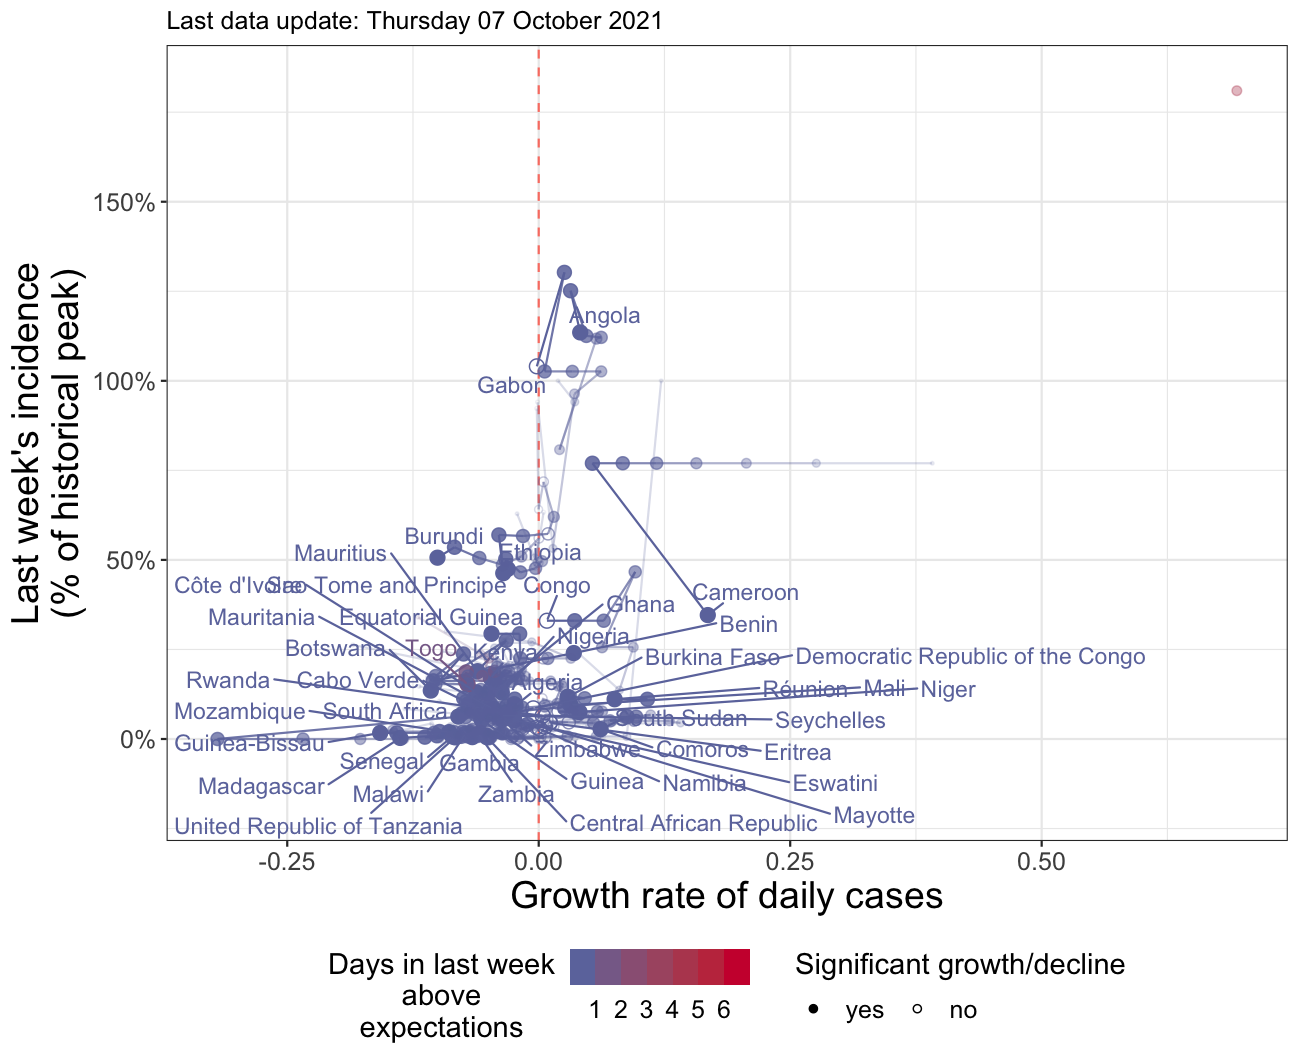 Last data update: Thursday 07 October 2021
Last week's incidence
(% of historical peak)
150%
100%
50%
0%
Angola
Gabon
Burundi
Ethiopia
Mauritius
Côte d'Ivoire
Sao Tome and Principe
Congo
Cameroon
Ghana
Mauritania
Equatorial Guinea
Benin
Nigeria
Botswana
Togo
Kenya
Burkina Faso
Democratic Republic of the Congo
Rwanda
Cabo Verde
Algeria
Réunion
Mali
Niger
Mozambique
South Africa
South Sudan
Seychelles
Guinea-Bissau
Zimbabwe
Comoros
Eritrea
Senegal
Gambia
Madagascar
Malawi
Zambia
Guinea
Namibia
Eswatini
United Republic of Tanzania
Central African Republic
Mayotte
-0.25
0.00
0.25
0.50
Growth rate of daily cases
Days in last week
above
expectations
1 2 3 4 5 6
Significant growth/decline
yes
no